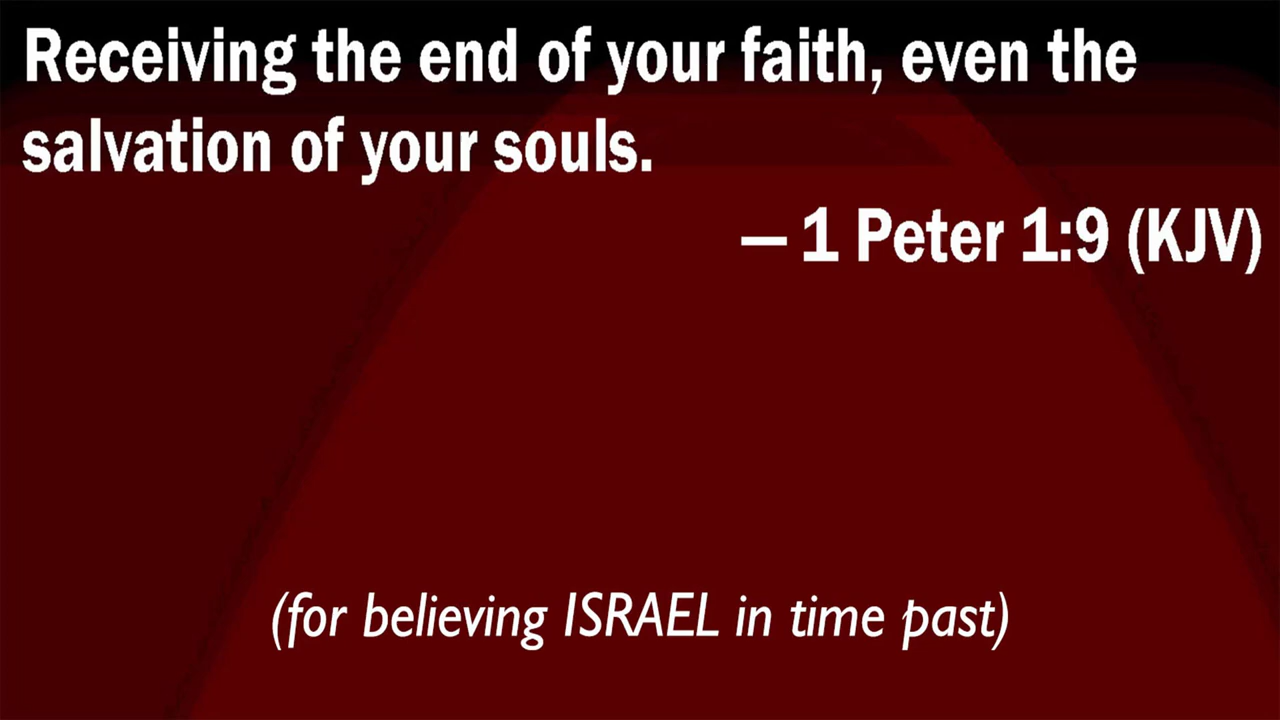 Receiving the end of your faith, even the
salvation of your souls.
— 1 Peter 1:9 (KJV)
(for believing ISRAEL in time past)